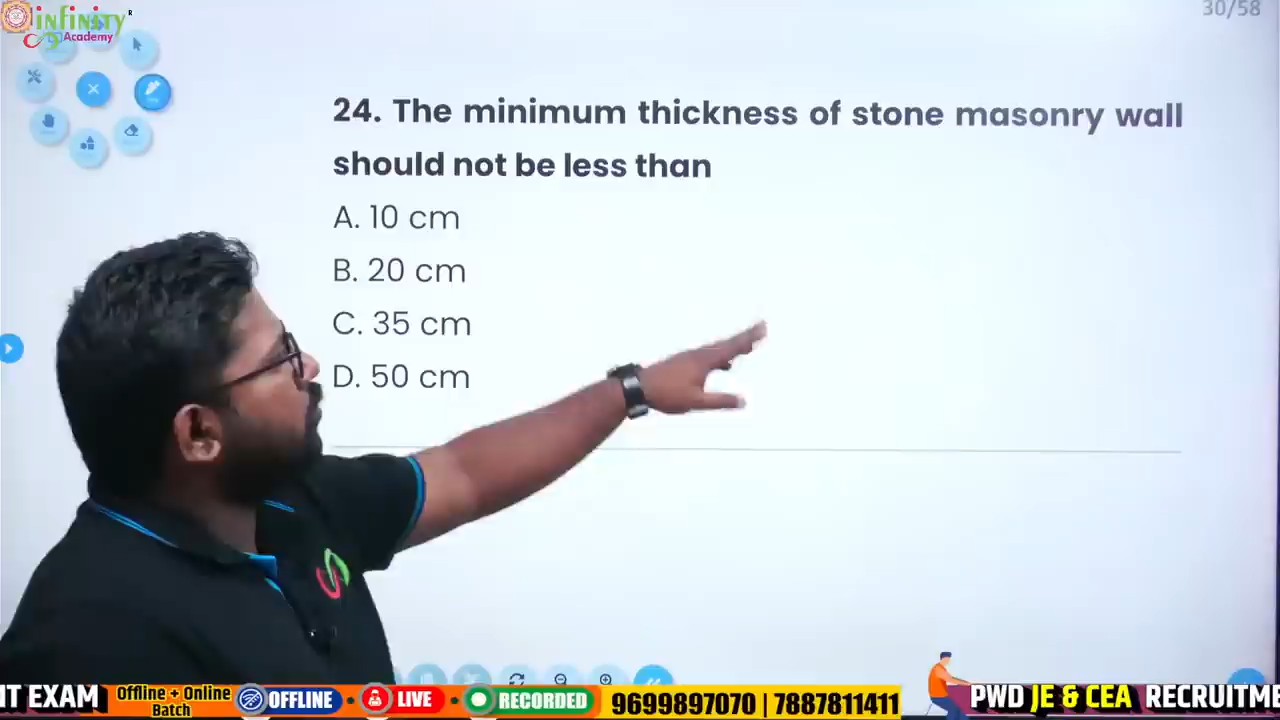 infinity
Academy
30/58
24. The minimum thickness of stone masonry wall
should not be less than
A. 10 cm
B. 20 cm
C. 35 cm
D. 50 cm
IT EXAM
Offline + Online
Batch
OFFLINE
LIVE
RECORDED
9699897070 | 7887811411
PWD JE & CEA RECRUITME